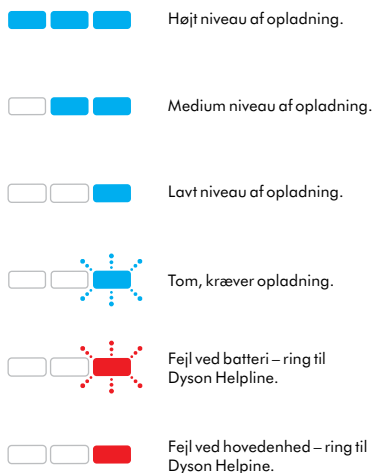 Højt niveau af opladning.
Medium niveau af opladning.
Lavt niveau af opladning.
Tom, kræver opladning.
Fejl ved batteri – ring til
Dyson Helpline.
Fejl ved hovedenhed – ring til
Dyson Helpine.